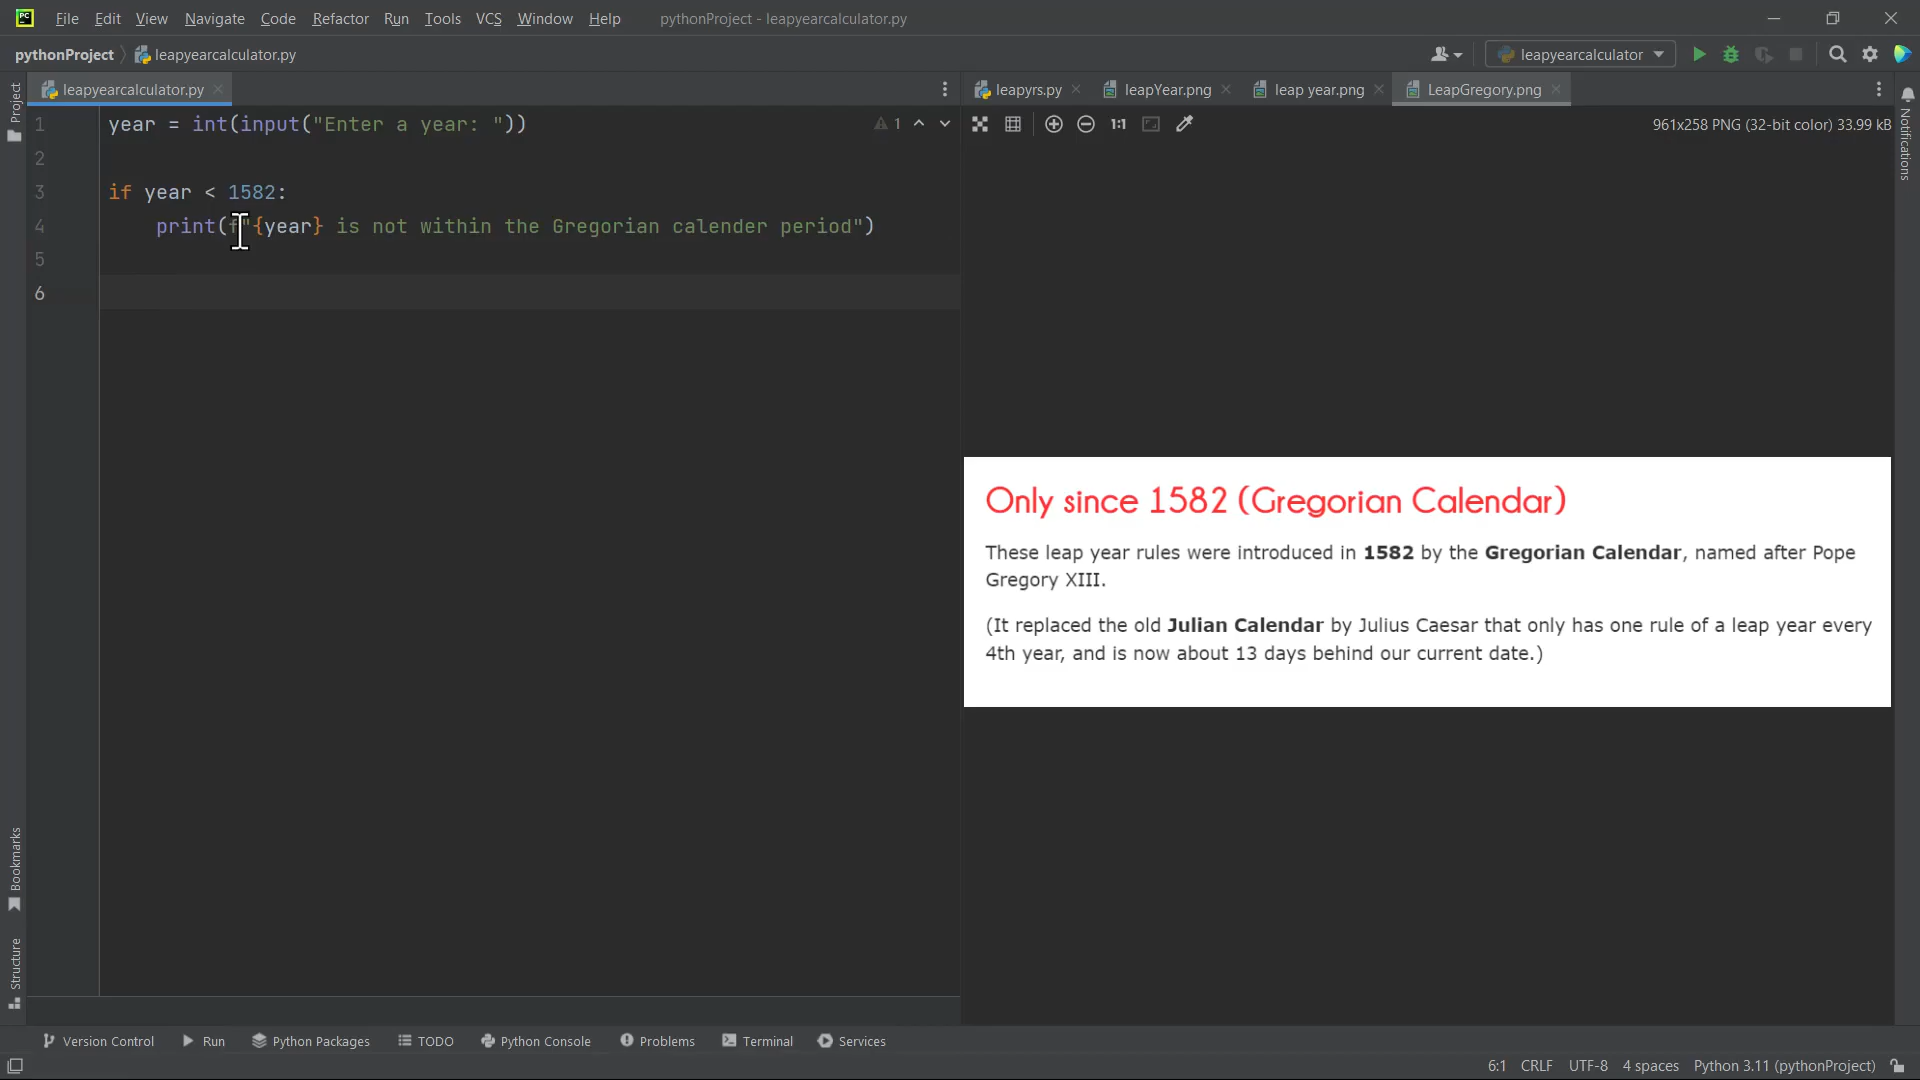 PC File Edit View Navigate Code Refactor Run Tools VCS Window Help pythonProject - leapyearcalculator.py
pythonProject leapyearcalculator.py leapyearcalculator
leapyearcalculator.py leapyrs.py leapYear.png leap year.png LeapGregory.png
Project
Bookmarks
Structure
Notifications
1:1 961x258 PNG (32-bit color) 33.99 kB
1 year = int(input("Enter a year: ")) 1
2
3 if year < 1582:
4 print(f"{year} is not within the Gregorian calender period")
5
6
Only since 1582 (Gregorian Calendar)
These leap year rules were introduced in 1582 by the Gregorian Calendar, named after Pope
Gregory XIII.
(It replaced the old Julian Calendar by Julius Caesar that only has one rule of a leap year every
4th year, and is now about 13 days behind our current date.)
Version Control Run Python Packages TODO Python Console Problems Terminal Services
6:1 CRLF UTF-8 4 spaces Python 3.11 (pythonProject)